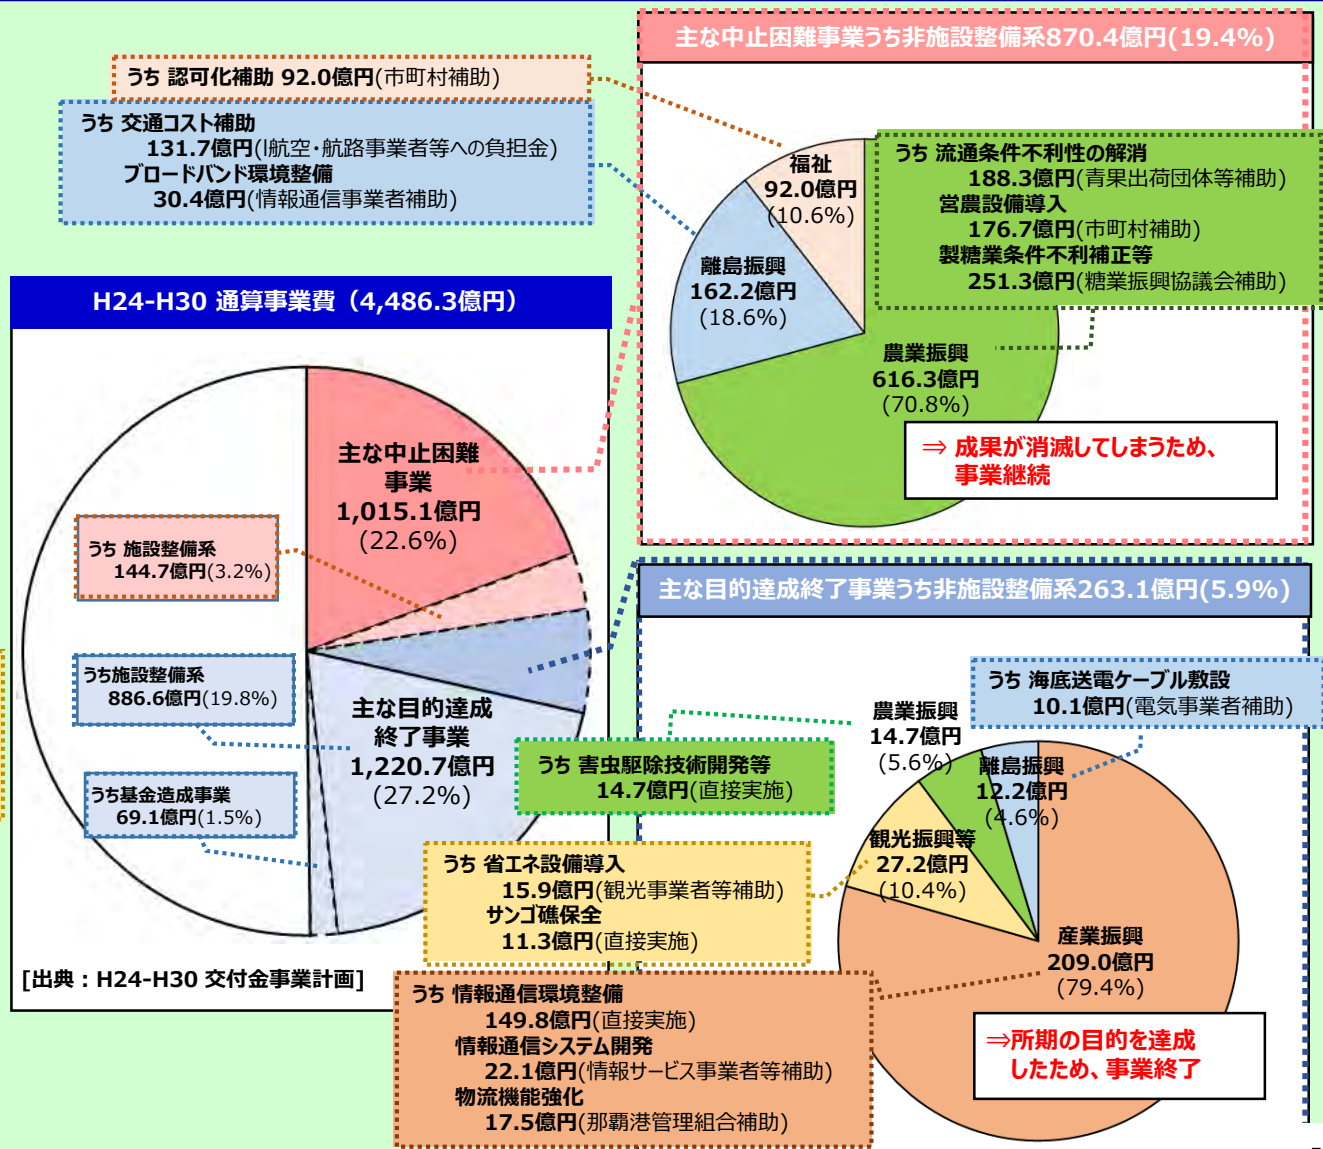 主な中止困難事業うち非施設整備系870.4億円(19.4%)
うち 認可化補助 92.0億円(市町村補助)
うち 交通コスト補助
131.7億円(l航空・航路事業者等への負担金)
ブロードバンド環境整備
30.4億円(情報通信事業者補助)
福祉
92.0億円
(10.6%)
離島振興
162.2億円
(18.6%)
うち 流通条件不利性の解消
188.3億円(青果出荷団体等補助)
営農設備導入
176.7億円(市町村補助)
製糖業条件不利補正等
251.3億円(糖業振興協議会補助)
農業振興
616.3億円
(70.8%)
⇒ 成果が消滅してしまうため、
事業継続
H24-H30 通算事業費（4,486.3億円）
主な中止困難
事業
1,015.1億円
(22.6%)
うち 施設整備系
144.7億円(3.2%)
うち施設整備系
886.6億円(19.8%)
主な目的達成
終了事業
1,220.7億円
(27.2%)
うち基金造成事業
69.1億円(1.5%)
[出典：H24-H30 交付金事業計画]
主な目的達成終了事業うち非施設整備系263.1億円(5.9%)
うち 海底送電ケーブル敷設
10.1億円(電気事業者補助)
農業振興
14.7億円
(5.6%)
離島振興
12.2億円
(4.6%)
うち 害虫駆除技術開発等
14.7億円(直接実施)
観光振興等
27.2億円
(10.4%)
うち 省エネ設備導入
15.9億円(観光事業者等補助)
サンゴ礁保全
11.3億円(直接実施)
産業振興
209.0億円
(79.4%)
うち 情報通信環境整備
149.8億円(直接実施)
情報通信システム開発
22.1億円(情報サービス事業者等補助)
物流機能強化
17.5億円(那覇港管理組合補助)
⇒所期の目的を達成
したため、事業終了